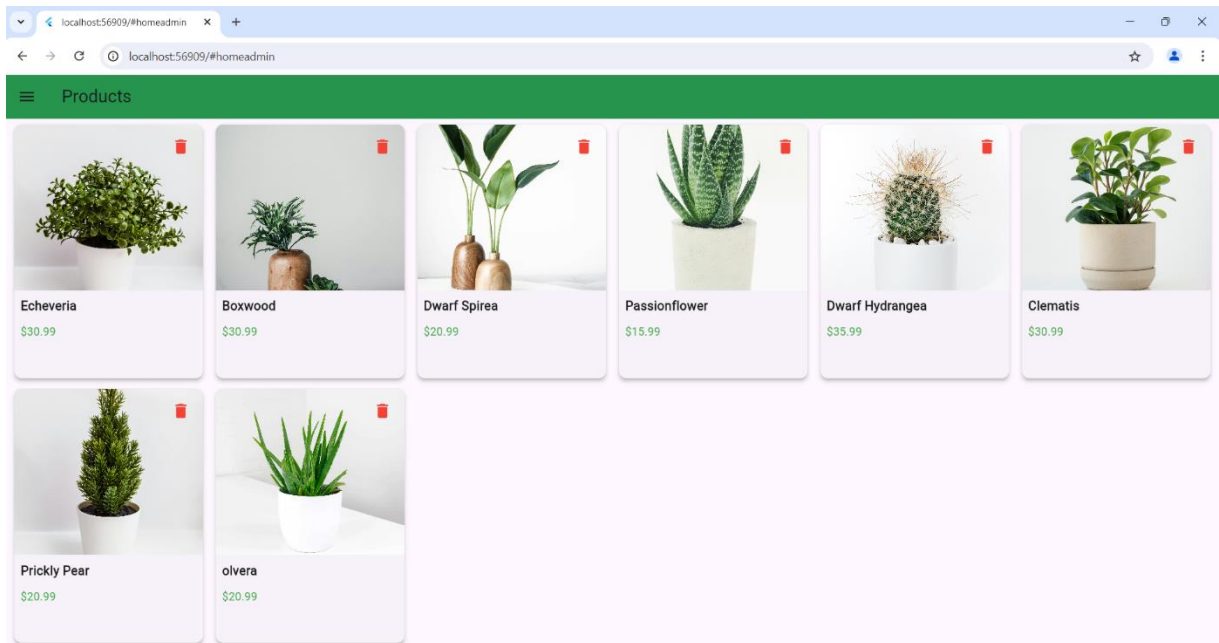 localhost:56909/#homeadmin
localhost:56909/#homeadmin
Products
Echeveria
$30.99
Boxwood
$30.99
Dwarf Spirea
$20.99
Passionflower
$15.99
Dwarf Hydrangea
$35.99
Clematis
$30.99
Prickly Pear
$20.99
olvera
$20.99